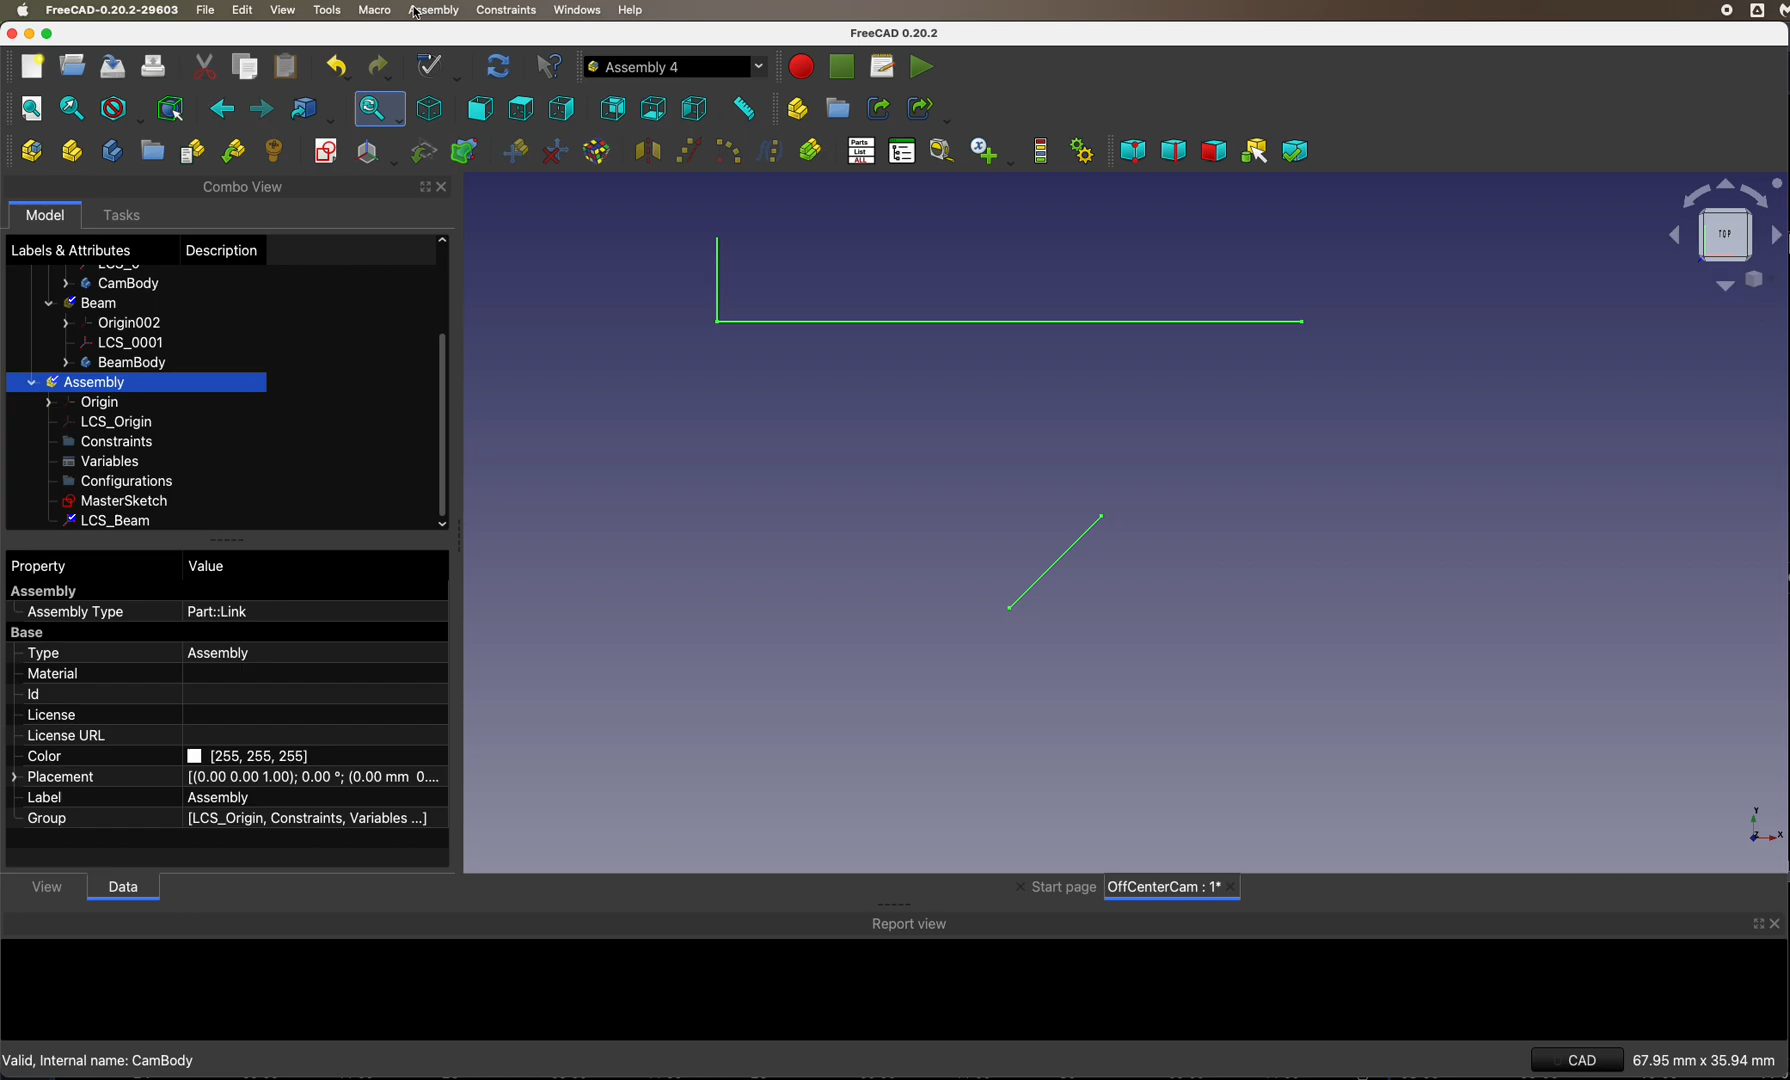 FreeCAD-0.20.2-29603 File Edit View Tools Macro Assembly Constraints Windows Help
FreeCAD 0.20.2
Assembly 4
Parts
List
ALL
Combo View
Model Tasks
Labels & Attributes Description
LCS_0
CamBody
Beam
Origin002
LCS_0001
BeamBody
Assembly
Origin
LCS_Origin
Constraints
Variables
Configurations
MasterSketch
LCS_Beam
TOP
Property Value
Assembly
Assembly Type Part::Link
Base
Type Assembly
Material
Id
License
License URL
Color [255, 255, 255]
Placement [(0.00 0.00 1.00); 0.00 °; (0.00 mm 0....
Label Assembly
Group [LCS_Origin, Constraints, Variables ...]
Y
Z X
View Data
Start page OffCenterCam : 1*
Report view
Valid, Internal name: CamBody
CAD 67.95 mm x 35.94 mm